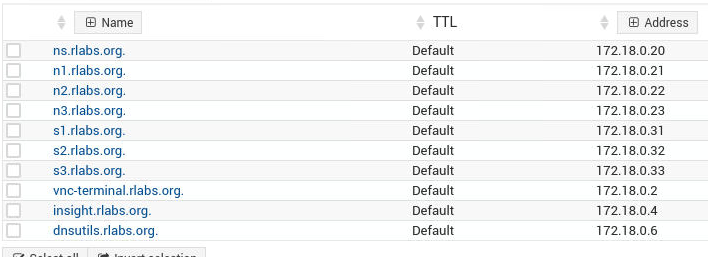 Name TTL Address
ns.rlabs.org. Default 172.18.0.20
n1.rlabs.org. Default 172.18.0.21
n2.rlabs.org. Default 172.18.0.22
n3.rlabs.org. Default 172.18.0.23
s1.rlabs.org. Default 172.18.0.31
s2.rlabs.org. Default 172.18.0.32
s3.rlabs.org. Default 172.18.0.33
vnc-terminal.rlabs.org. Default 172.18.0.2
insight.rlabs.org. Default 172.18.0.4
dnsutils.rlabs.org. Default 172.18.0.6
Select all Invert selection